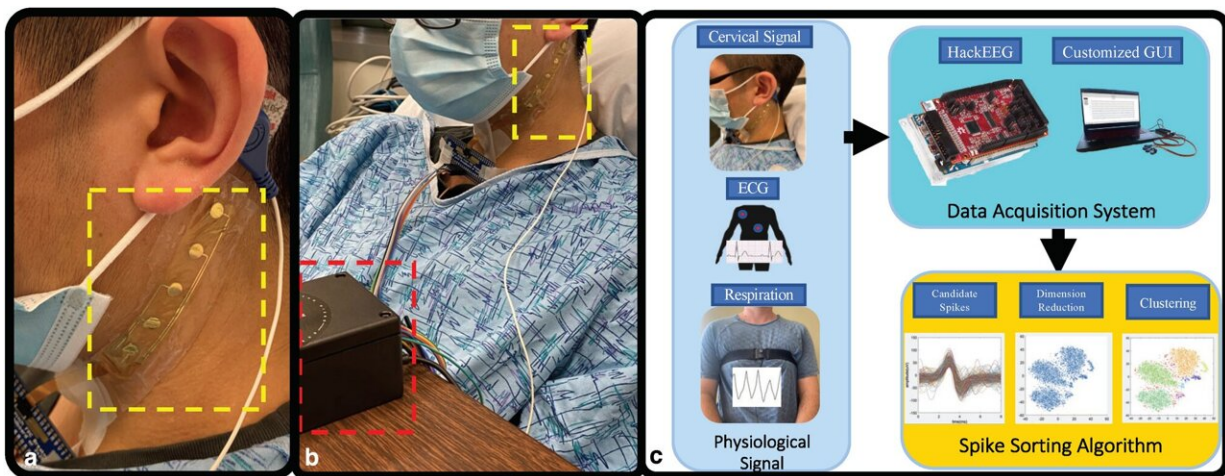 a
b
c
Cervical Signal
ECG
Respiration
Physiological
Signal
HackEEG
Customized GUI
Data Acquisition System
Candidate
Spikes
Dimension
Reduction
Clustering
Spike Sorting Algorithm